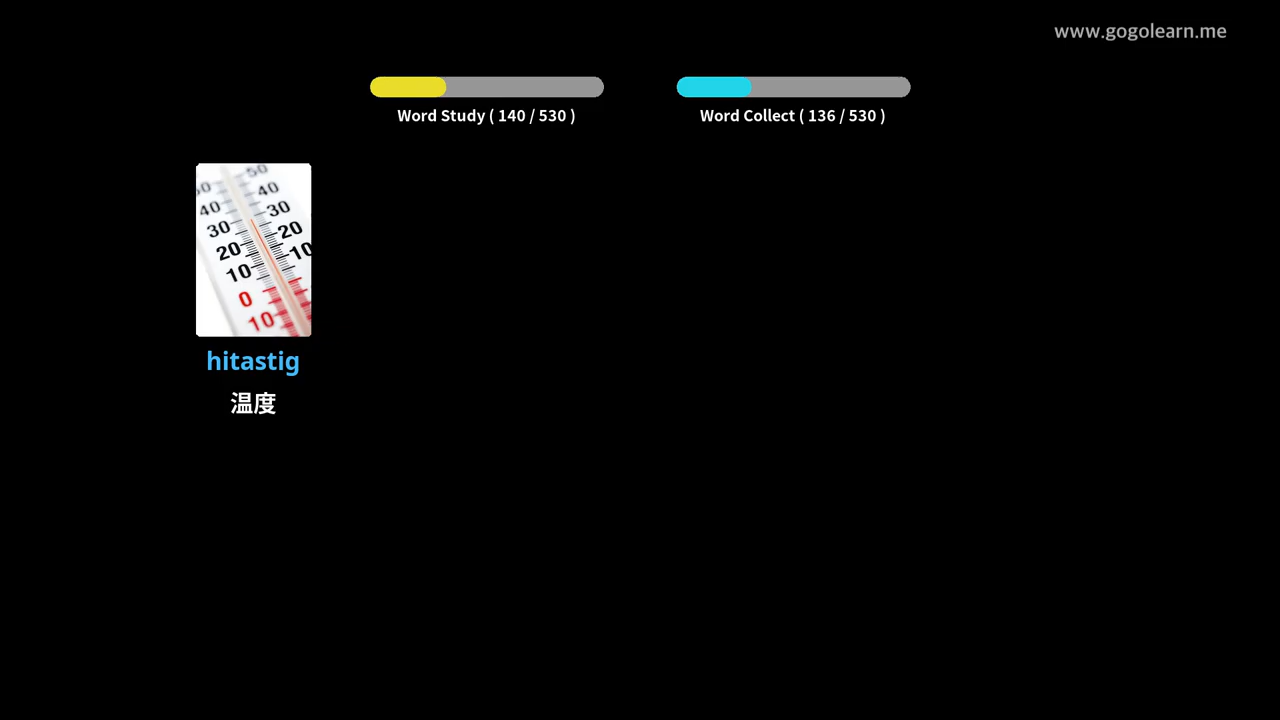 www.gogolearn.me
Word Study ( 140 / 530 )
Word Collect ( 136 / 530 )
50
40
40
30
30
20
20
10
10
0
10
hitastig
温度